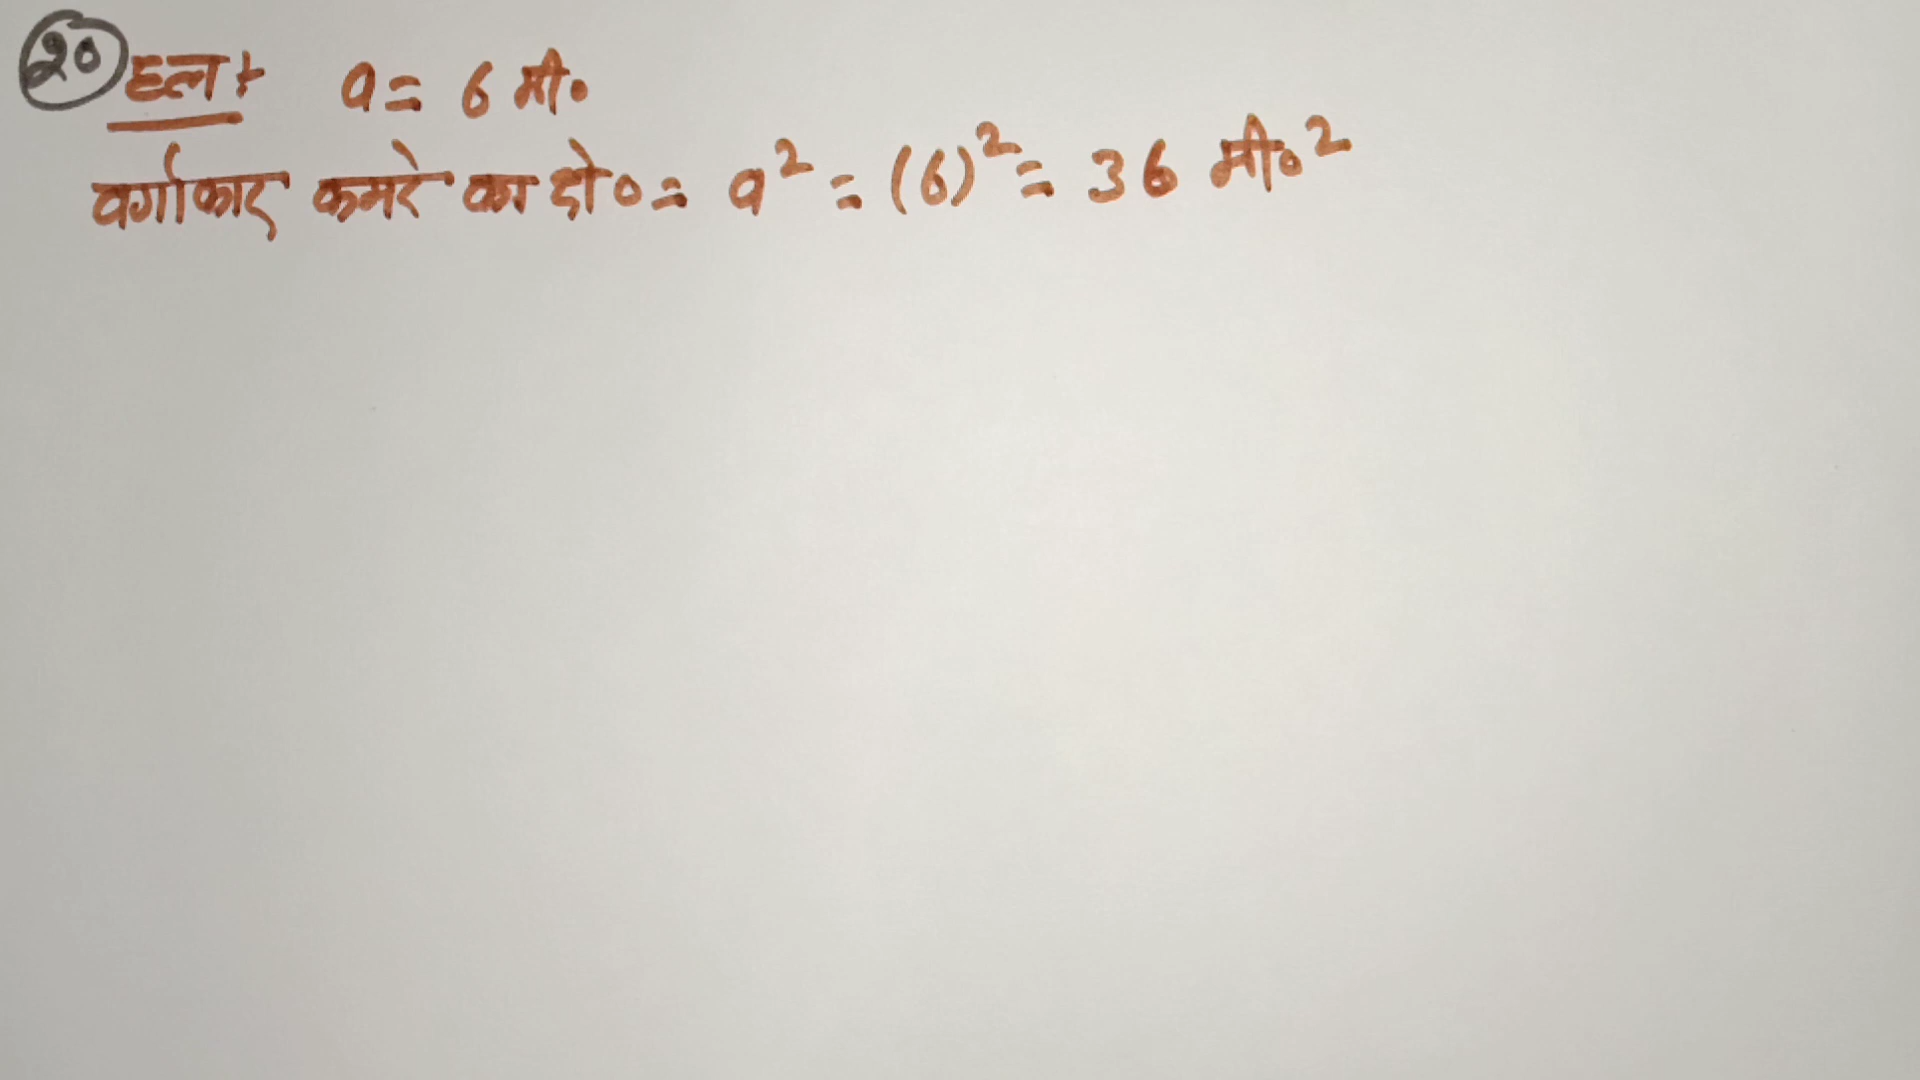 20 हल:- a = 6 मी०
वर्गाकार कमरे का क्षे० = a² = (6)² = 36 मी०²